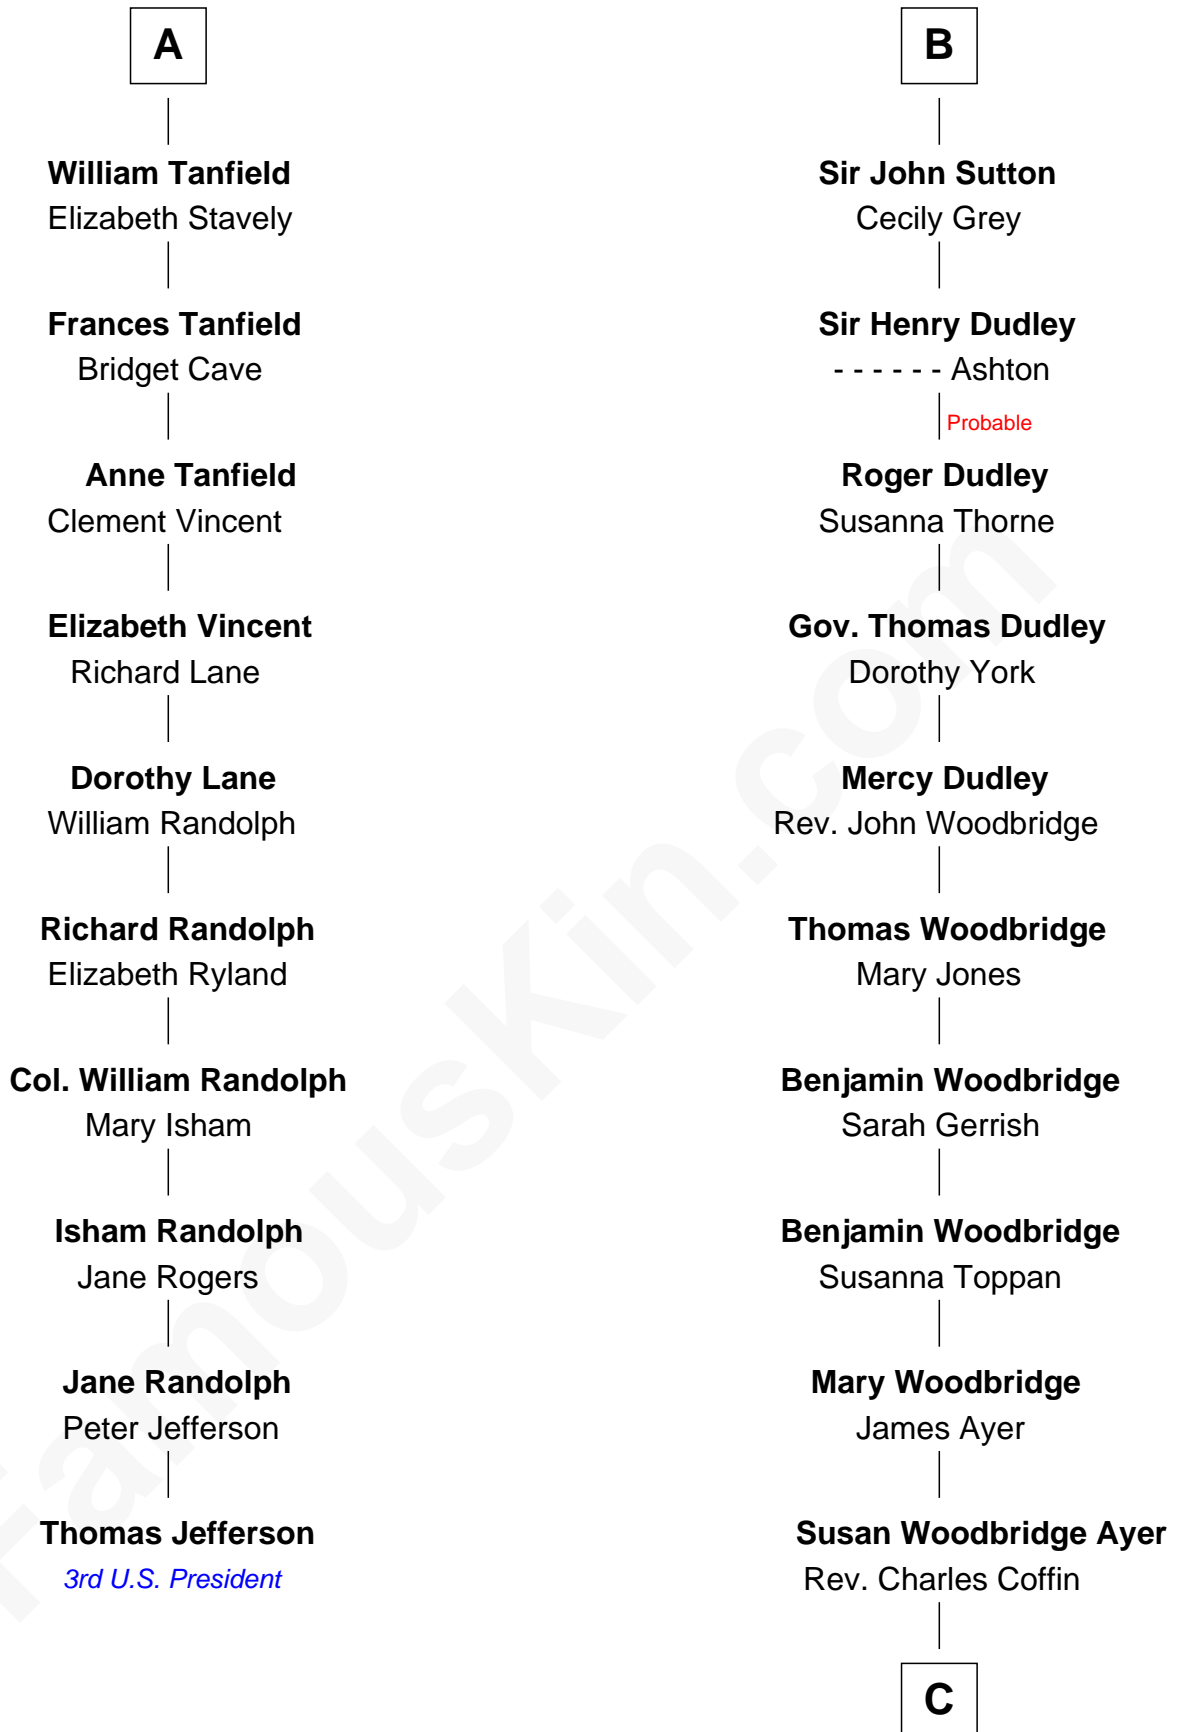 A
William Tanfield
Elizabeth Stavely
Frances Tanfield
Bridget Cave
Anne Tanfield
Clement Vincent
Elizabeth Vincent
Richard Lane
Dorothy Lane
William Randolph
Richard Randolph
Elizabeth Ryland
Col. William Randolph
Mary Isham
Isham Randolph
Jane Rogers
Jane Randolph
Peter Jefferson
Thomas Jefferson
3rd U.S. President
B
Sir John Sutton
Cecily Grey
Sir Henry Dudley
- - - - - - Ashton
Probable
Roger Dudley
Susanna Thorne
Gov. Thomas Dudley
Dorothy York
Mercy Dudley
Rev. John Woodbridge
Thomas Woodbridge
Mary Jones
Benjamin Woodbridge
Sarah Gerrish
Benjamin Woodbridge
Susanna Toppan
Mary Woodbridge
James Ayer
Susan Woodbridge Ayer
Rev. Charles Coffin
C
FamousKin.com